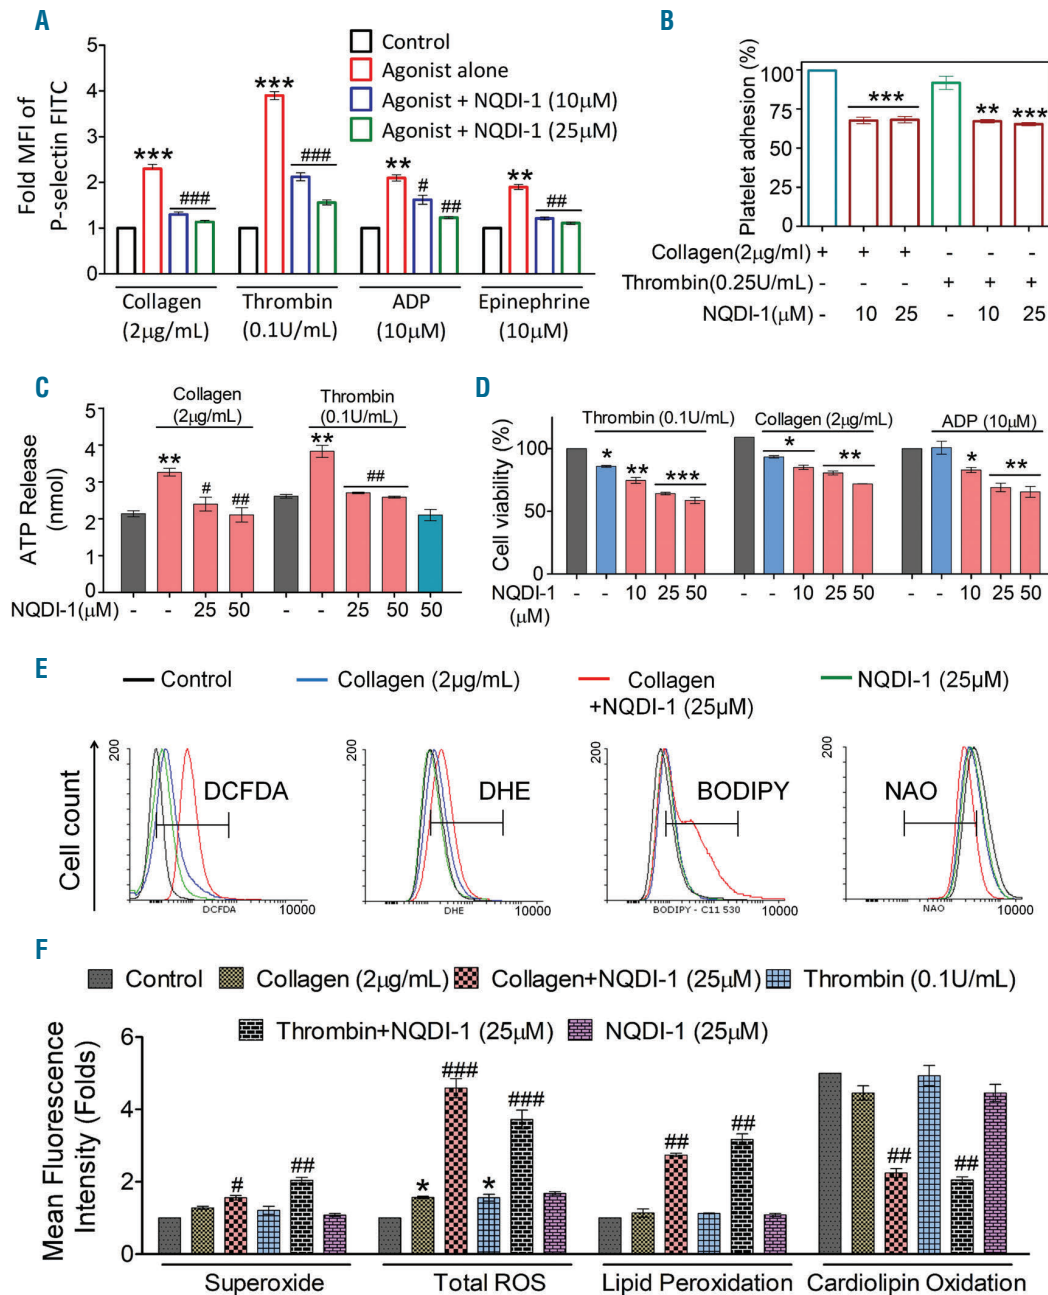 A
5
4
3
2
1
0
Fold MFI of
P-selectin FITC
Control
Agonist alone
Agonist + NQDI-1 (10μM)
Agonist + NQDI-1 (25μM)
***
###
***
###
**
#
##
**
##
Collagen
(2μg/mL)
Thrombin
(0.1U/mL)
ADP
(10μM)
Epinephrine
(10μM)
B
Platelet adhesion (%)
100
75
50
25
0
***
**
***
Collagen(2μg/ml) + + + - - -
Thrombin(0.25U/mL) - - - + + +
NQDI-1(μM) - 10 25 - 10 25
C
Collagen
(2μg/mL)
Thrombin
(0.1U/mL)
ATP Release
(nmol)
5
4
3
2
1
0
**
#
##
**
##
NQDI-1(μM) - - 25 50 - - 25 50 50
D
Thrombin (0.1U/mL)
Collagen (2μg/mL)
ADP (10μM)
Cell viability (%)
100
50
0
*
**
***
*
**
*
**
NQDI-1
(μM)
- - 10 25 50 - - 10 25 50 - - 10 25 50
E
Control
Collagen (2μg/mL)
Collagen
+NQDI-1 (25μM)
NQDI-1 (25μM)
Cell count
200
DCFDA
DCFDA
10000
200
DHE
DHE
10000
200
BODIPY
BODIPY - C11 530
10000
200
NAO
NAO
10000
F
Control
Collagen (2μg/mL)
Collagen+NQDI-1 (25μM)
Thrombin (0.1U/mL)
Thrombin+NQDI-1 (25μM)
NQDI-1 (25μM)
Mean Fluorescence
Intensity (Folds)
6
4
2
0
#
##
*
###
*
###
##
##
##
##
Superoxide
Total ROS
Lipid Peroxidation
Cardiolipin Oxidation